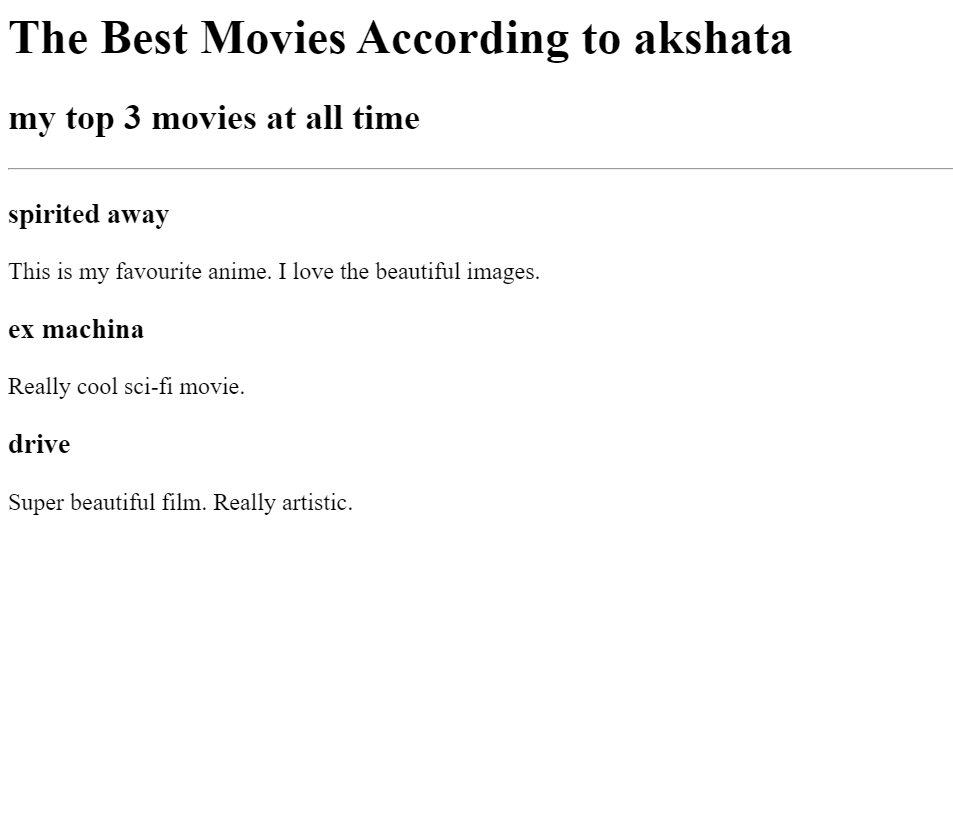 The Best Movies According to akshata
my top 3 movies at all time
spirited away
This is my favourite anime. I love the beautiful images.
ex machina
Really cool sci-fi movie.
drive
Super beautiful film. Really artistic.